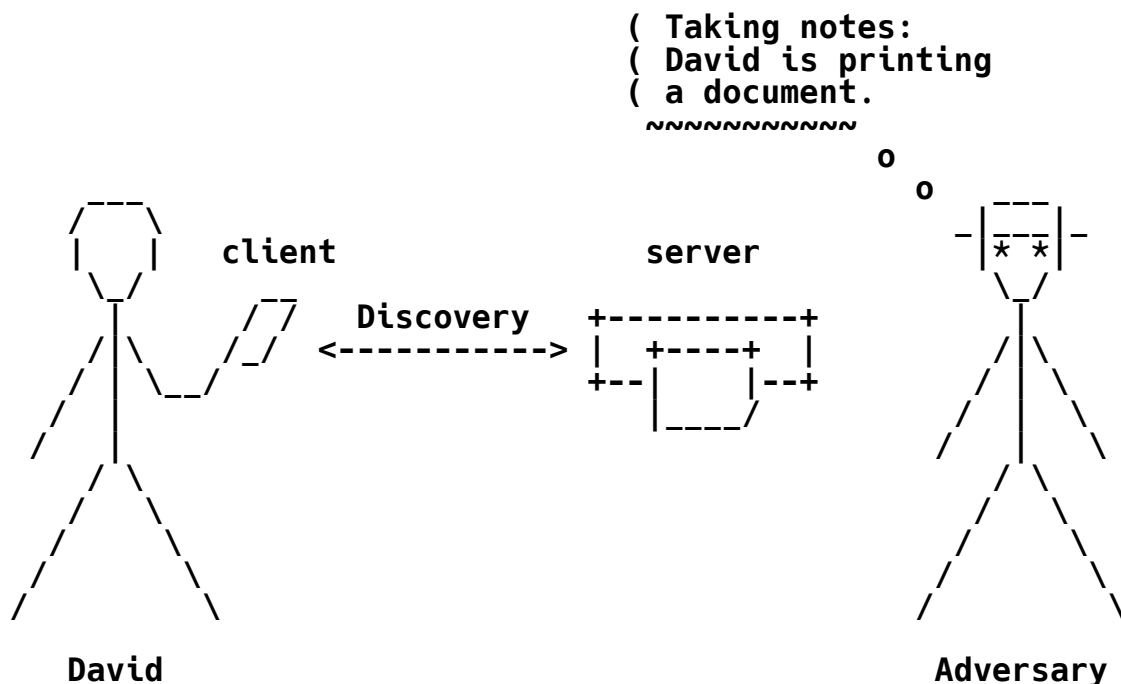 ( Taking notes:
( David is printing
( a document.
~~~~~~~~~~~
o
o
client
server
Discovery
David
Adversary